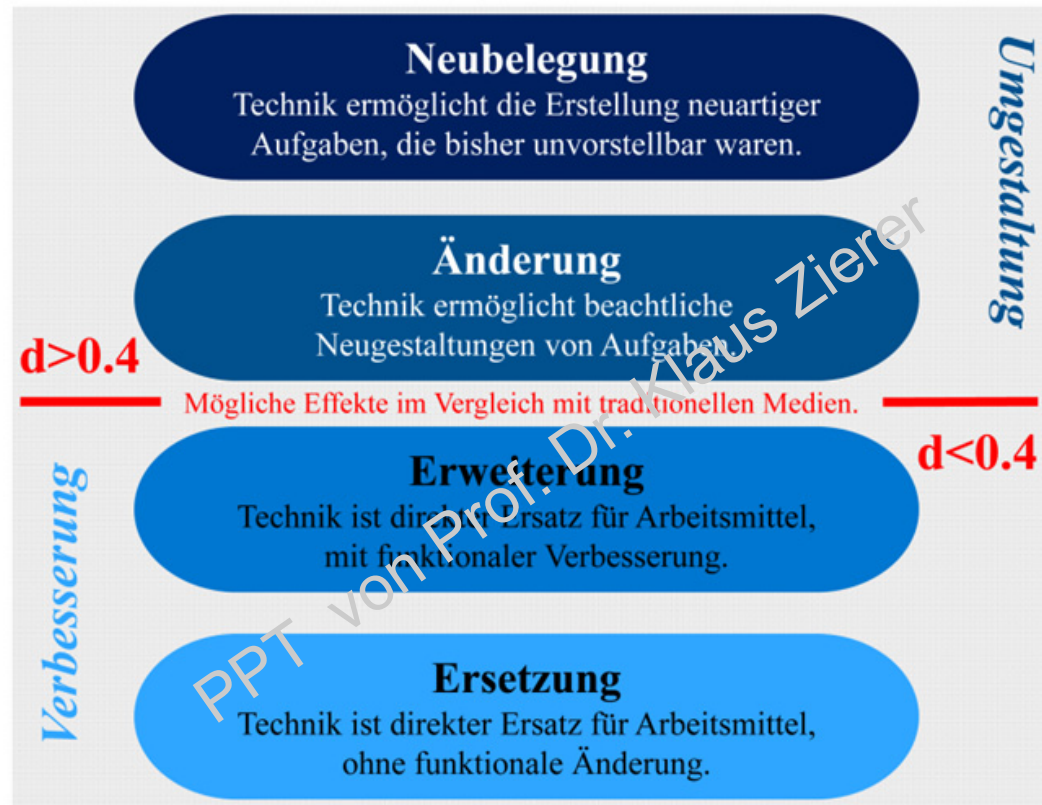 Neubelegung
Technik ermöglicht die Erstellung neuartiger
Aufgaben, die bisher unvorstellbar waren.
Umgestaltung
Änderung
Technik ermöglicht beachtliche
Neugestaltungen von Aufgaben.
d>0.4
Mögliche Effekte im Vergleich mit traditionellen Medien.
d<0.4
Verbesserung
Erweiterung
Technik ist direkter Ersatz für Arbeitsmittel,
mit funktionaler Verbesserung.
Ersetzung
Technik ist direkter Ersatz für Arbeitsmittel,
ohne funktionale Änderung.
PPT von Prof. Dr. Klaus Zierer